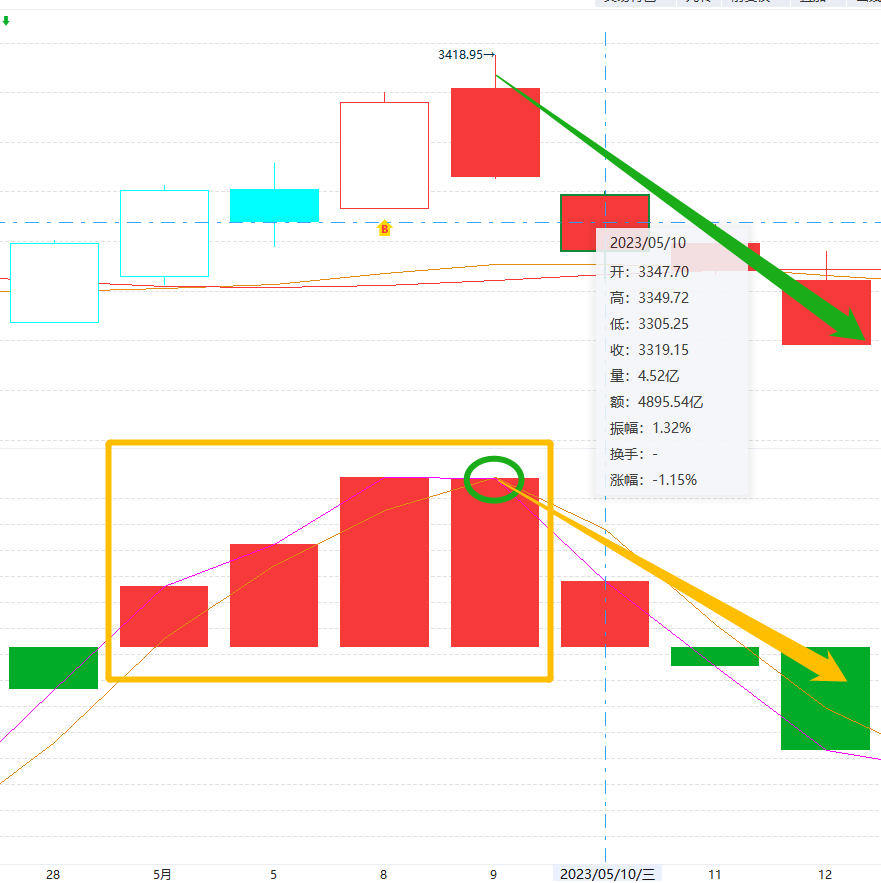 3418.95→
B
2023/05/10
开: 3347.70
高: 3349.72
低: 3305.25
收: 3319.15
量: 4.52亿
额: 4895.54亿
振幅: 1.32%
换手: -
涨幅: -1.15%
28 5月 5 8 9 2023/05/10/三 11 12